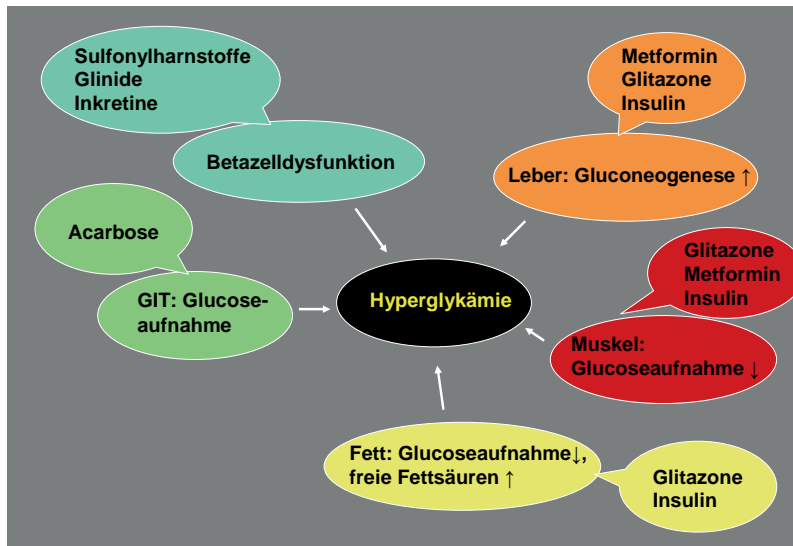 Sulfonylharnstoffe
Glinide
Inkretine
Betazelldysfunktion
Metformin
Glitazone
Insulin
Leber: Gluconeogenese ↑
Acarbose
GIT: Glucose-
aufnahme
Hyperglykämie
Glitazone
Metformin
Insulin
Muskel:
Glucoseaufnahme ↓
Fett: Glucoseaufnahme↓,
freie Fettsäuren ↑
Glitazone
Insulin